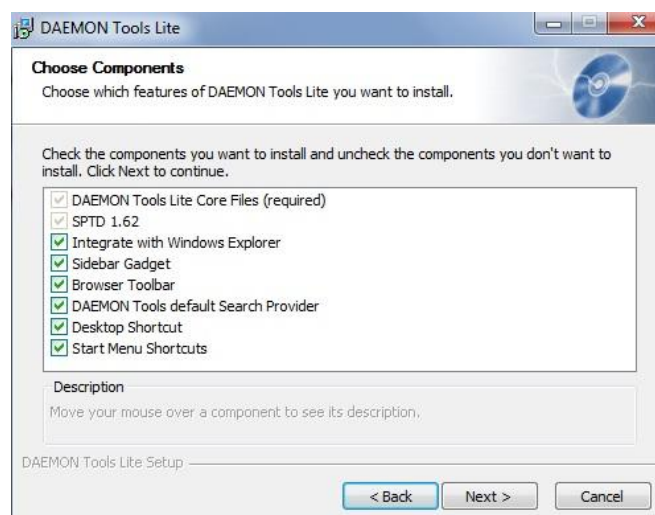 DAEMON Tools Lite
Choose Components
Choose which features of DAEMON Tools Lite you want to install.
Check the components you want to install and uncheck the components you don't want to
install. Click Next to continue.
DAEMON Tools Lite Core Files (required)
SPTD 1.62
Integrate with Windows Explorer
Sidebar Gadget
Browser Toolbar
DAEMON Tools default Search Provider
Desktop Shortcut
Start Menu Shortcuts
Description
Move your mouse over a component to see its description.
DAEMON Tools Lite Setup
< Back Next > Cancel